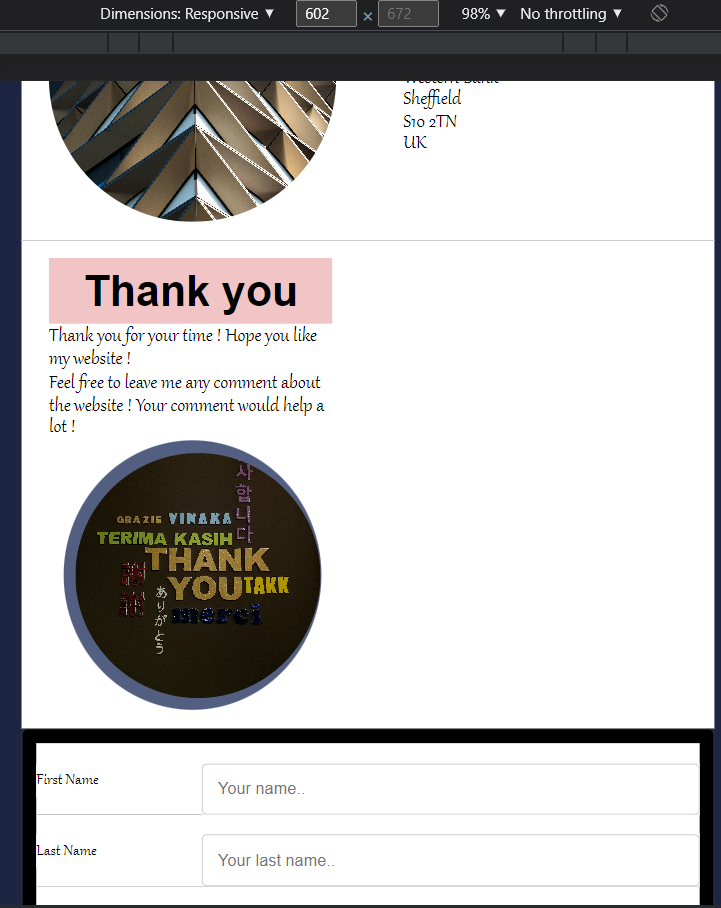 Dimensions: Responsive ▼ 602 × 672 98% ▼ No throttling ▼
Western Bank
Sheffield
S10 2TN
UK
Thank you
Thank you for your time ! Hope you like
my website !
Feel free to leave me any comment about
the website ! Your comment would help a
lot !
사합니다
GRAZIE VINAKA
TERIMA KASIH
THANK
YOU TAKK
謝謝
ありがとう
merci
First Name
Your name..
Last Name
Your last name..